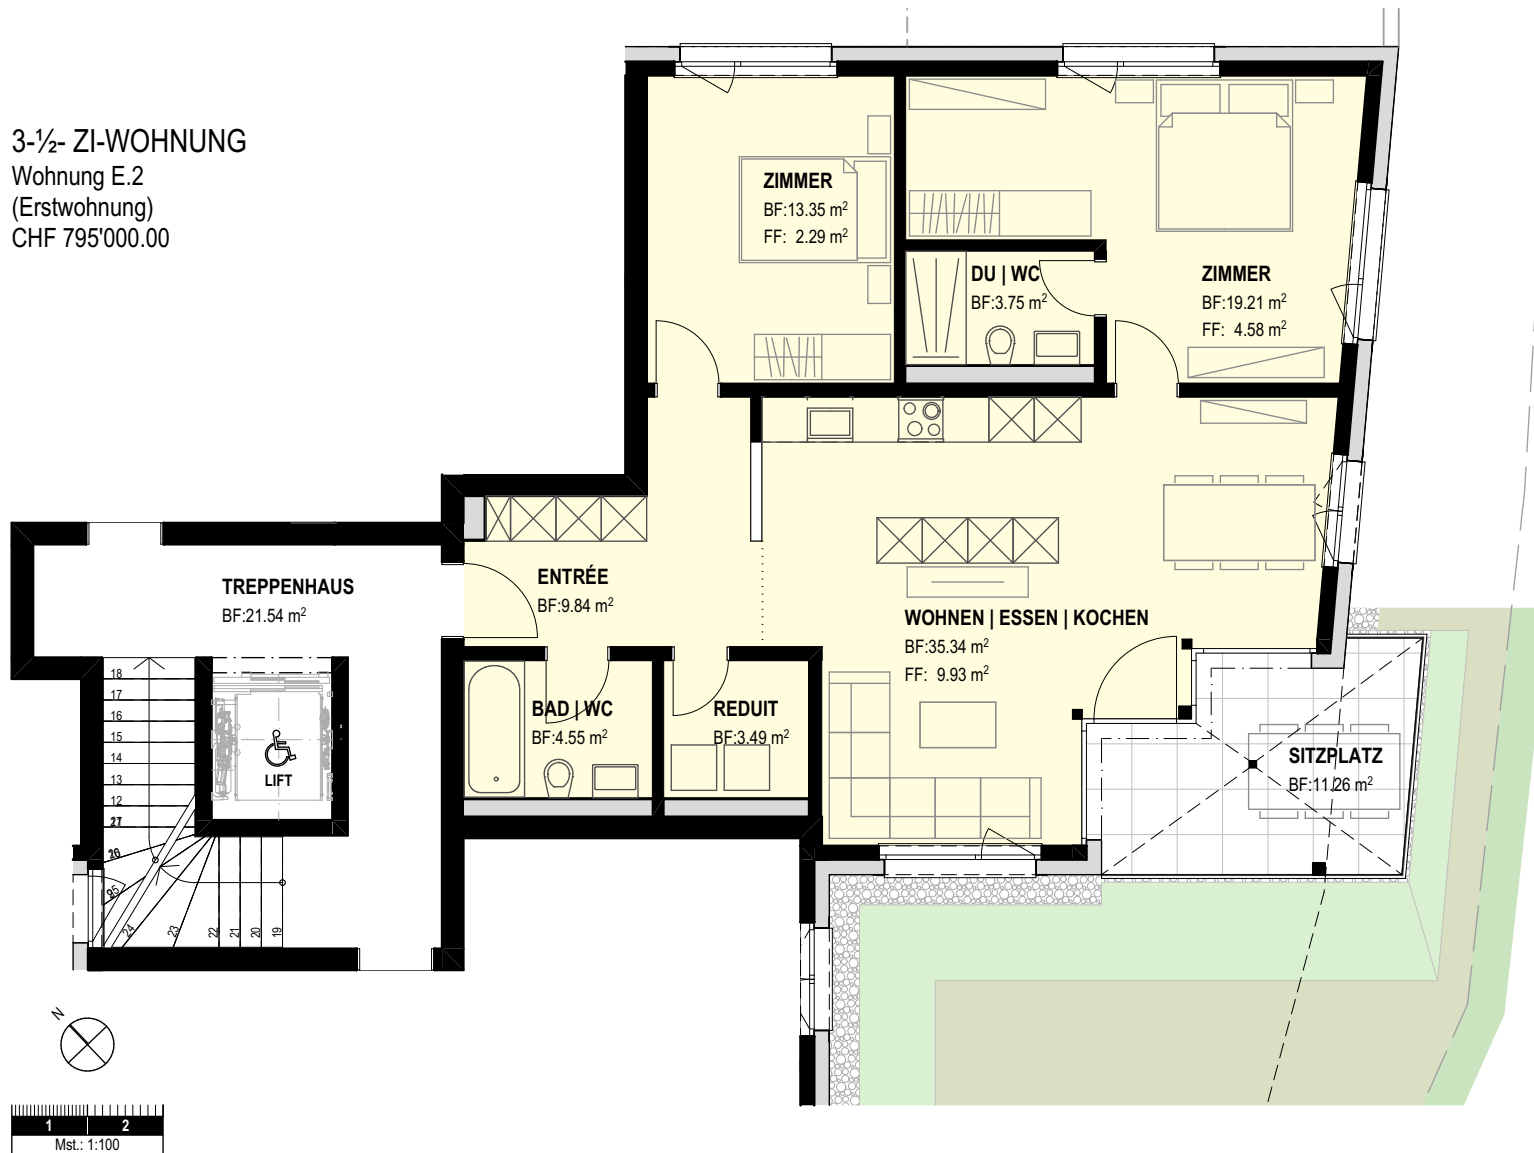 3-½- ZI-WOHNUNG
Wohnung E.2
(Erstwohnung)
CHF 795'000.00
ZIMMER
BF:13.35 m²
FF: 2.29 m²
DU | WC
BF:3.75 m²
ZIMMER
BF:19.21 m²
FF: 4.58 m²
TREPPENHAUS
BF:21.54 m²
ENTRÉE
BF:9.84 m²
WOHNEN | ESSEN | KOCHEN
BF:35.34 m²
FF: 9.93 m²
BAD | WC
BF:4.55 m²
REDUIT
BF:3.49 m²
SITZPLATZ
BF:11.26 m²
LIFT
18
17
16
15
14
13
12
26
25
24
23
22
21
20
19
N
1 2
Mst.: 1:100